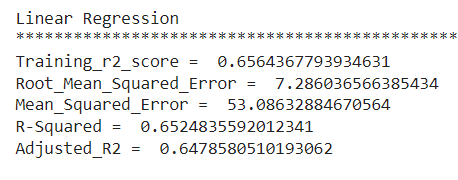 Linear Regression
**********************************************
Training_r2_score =  0.6564367793934631
Root_Mean_Squared_Error =  7.286036566385434
Mean_Squared_Error =  53.08632884670564
R-Squared =  0.6524835592012341
Adjusted_R2 =  0.6478580510193062